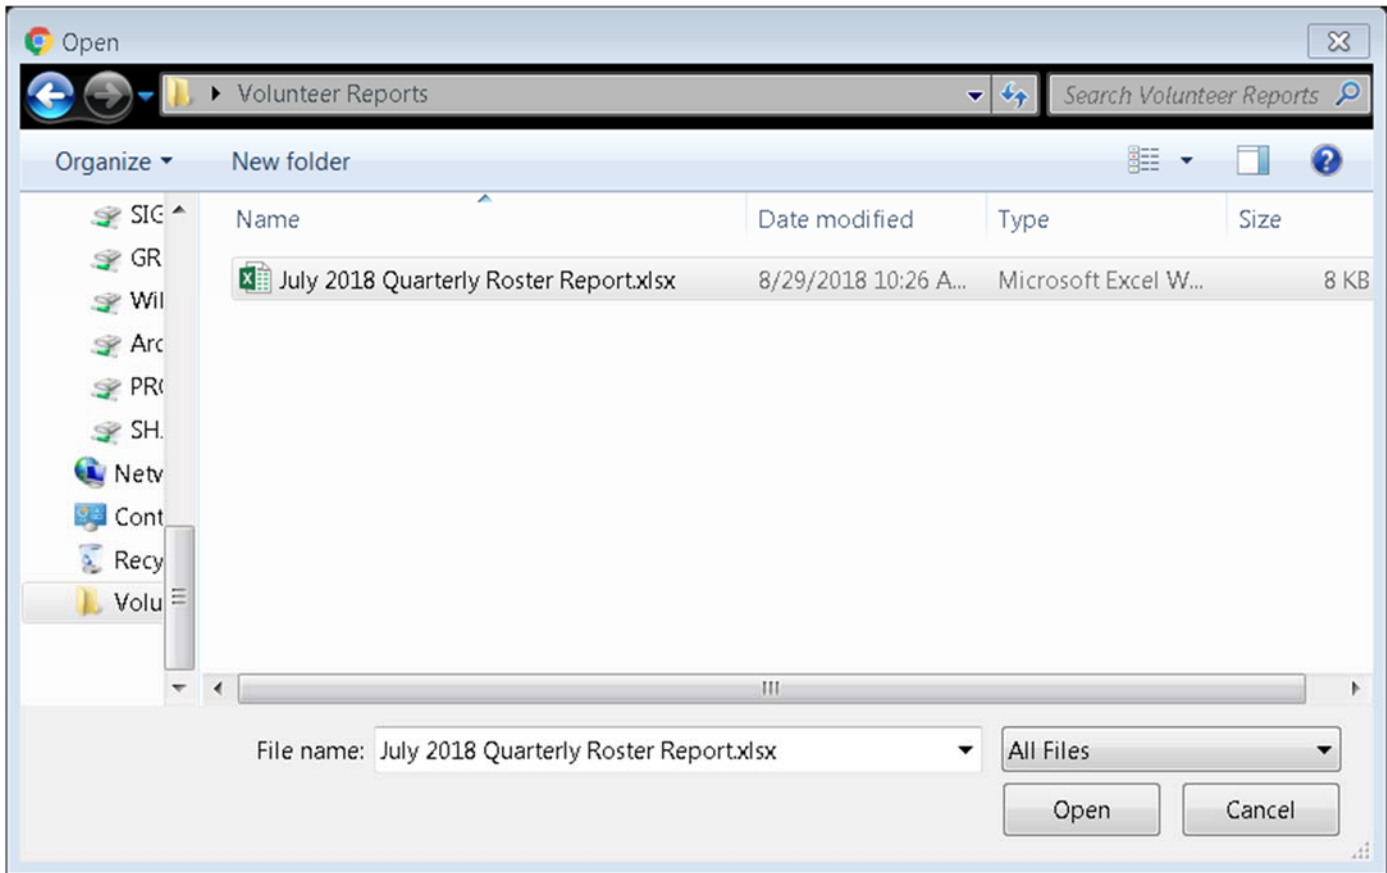 Open
Volunteer Reports
Search Volunteer Reports
Organize
New folder
SIG
GR
Wil
Arc
PRO
SH.
Netv
Cont
Recy
Volu
Name Date modified Type Size
July 2018 Quarterly Roster Report.xlsx 8/29/2018 10:26 A... Microsoft Excel W... 8 KB
File name: July 2018 Quarterly Roster Report.xlsx All Files
Open Cancel